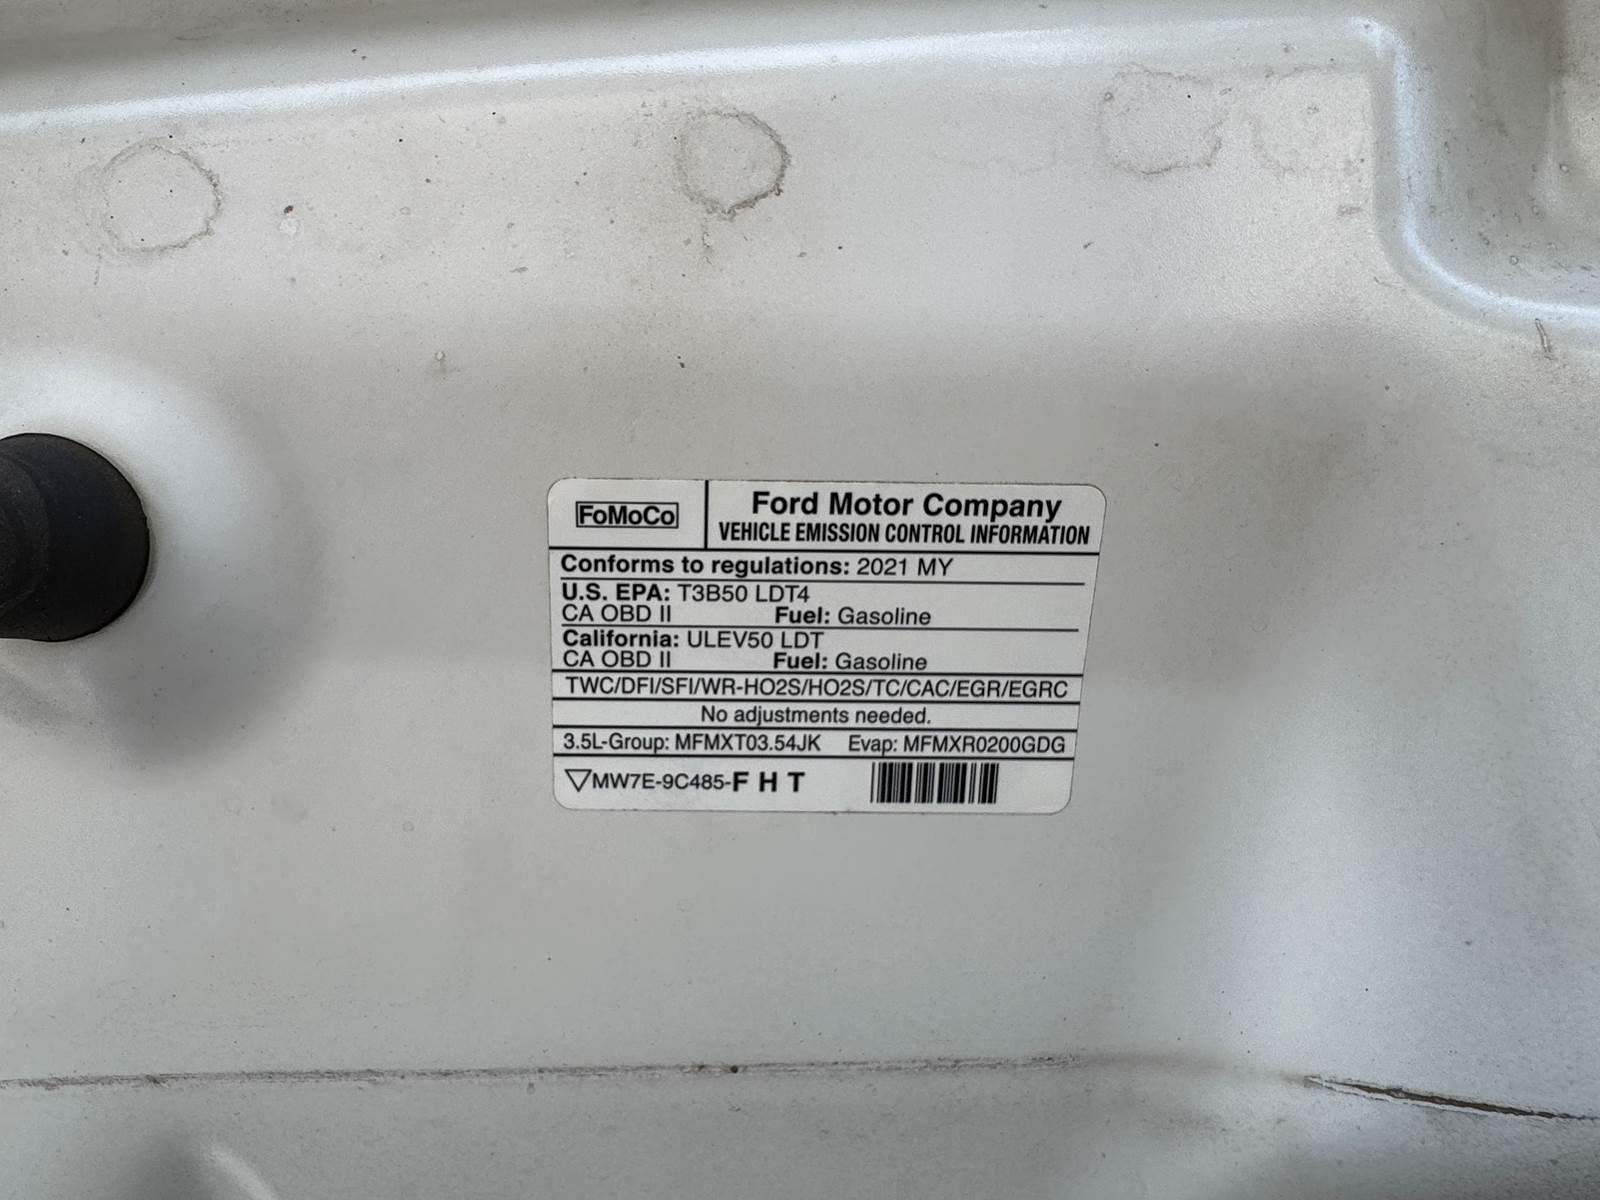 FoMoCo
Ford Motor Company
VEHICLE EMISSION CONTROL INFORMATION
Conforms to regulations: 2021 MY
U.S. EPA: T3B50 LDT4
CA OBD II Fuel: Gasoline
California: ULEV50 LDT
CA OBD II Fuel: Gasoline
TWC/DFI/SFI/WR-HO2S/HO2S/TC/CAC/EGR/EGRC
No adjustments needed.
3.5L-Group: MFMXT03.54JK Evap: MFMXR0200GDG
MW7E-9C485-F H T